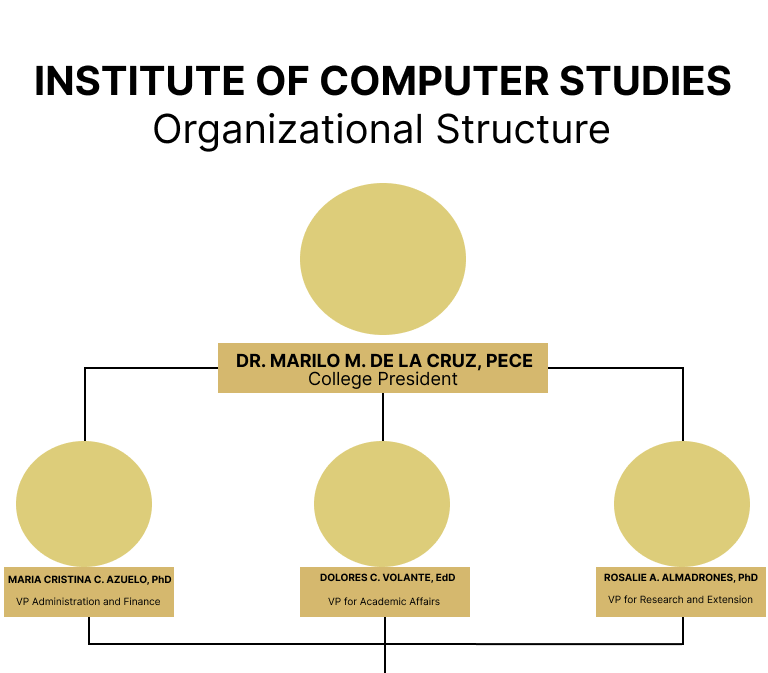 INSTITUTE OF COMPUTER STUDIES
Organizational Structure
DR. MARILO M. DE LA CRUZ, PECE
College President
MARIA CRISTINA C. AZUELO, PhD
VP Administration and Finance
DOLORES C. VOLANTE, EdD
VP for Academic Affairs
ROSALIE A. ALMADRONES, PhD
VP for Research and Extension